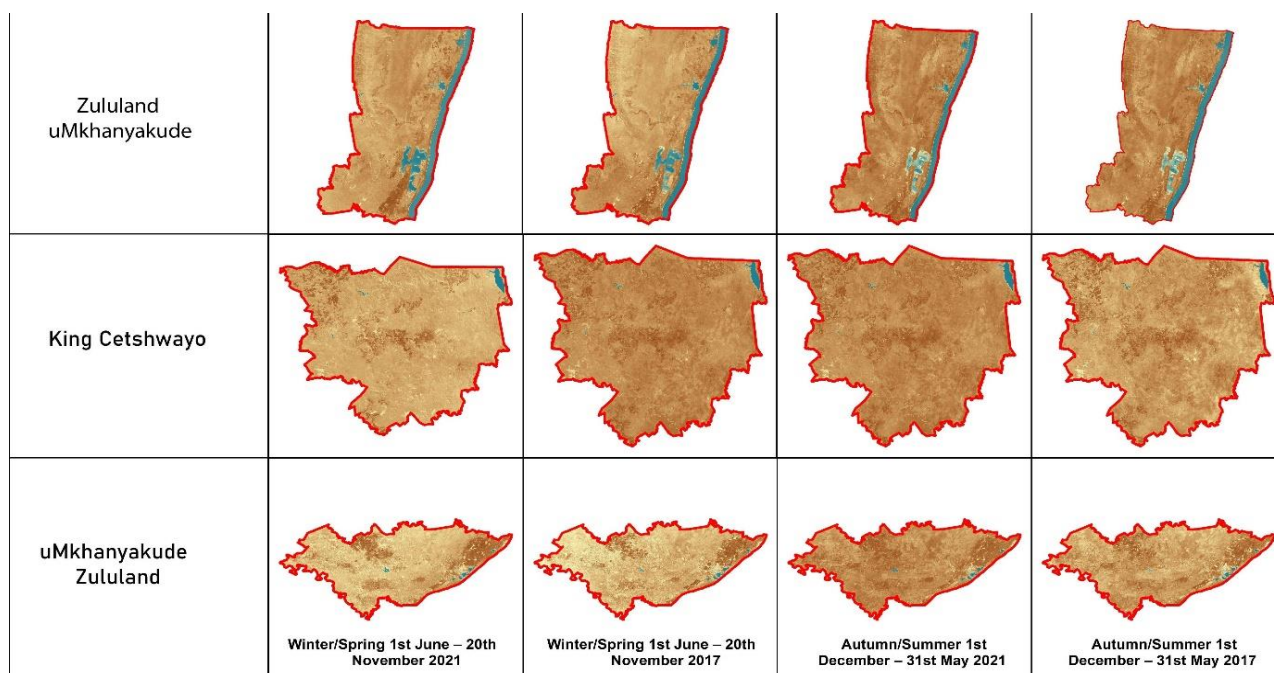 Zululand
uMkhanyakude
King Cetshwayo
uMkhanyakude
Zululand
Winter/Spring 1st June – 20th
November 2021
Winter/Spring 1st June – 20th
November 2017
Autumn/Summer 1st
December – 31st May 2021
Autumn/Summer 1st
December – 31st May 2017